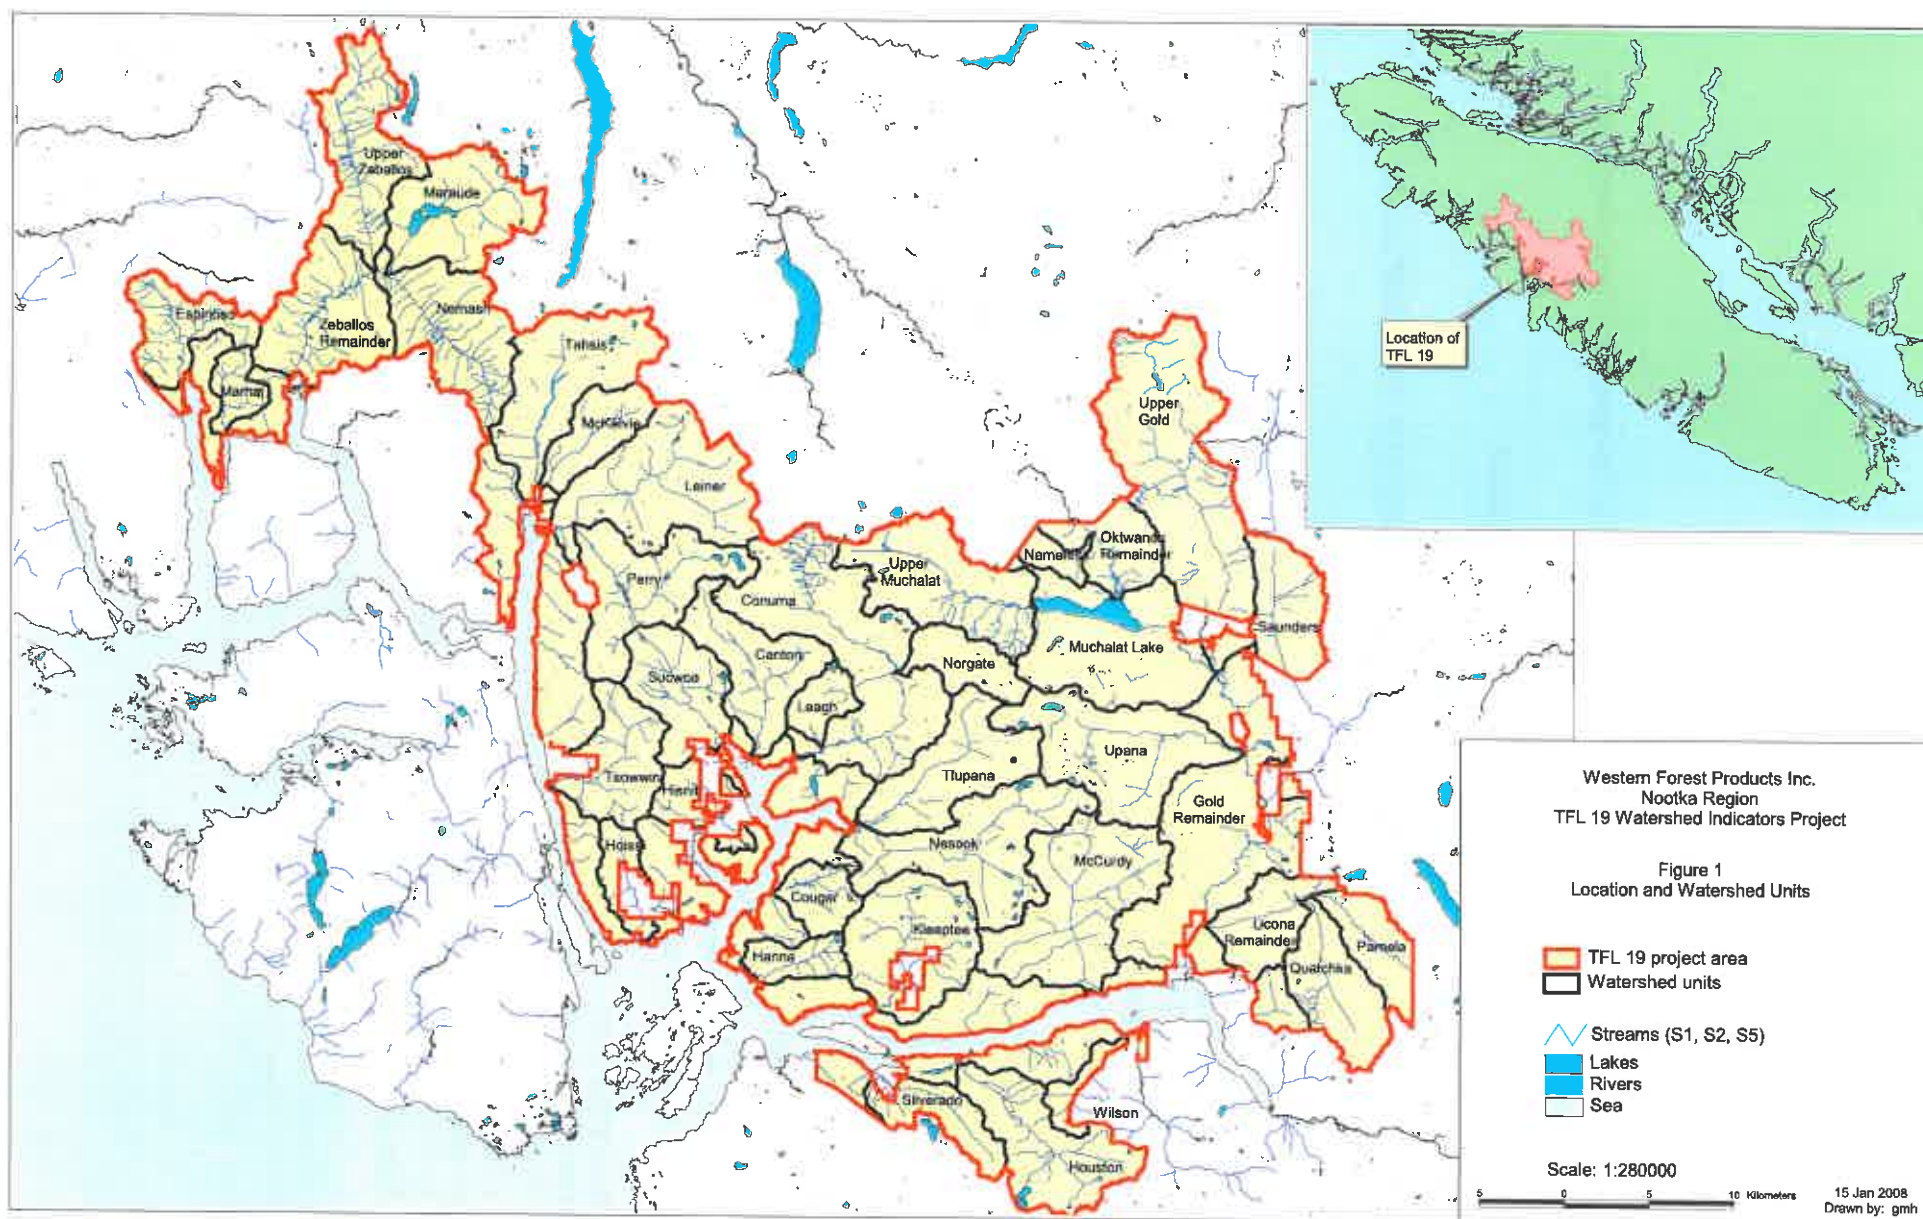 Upper
Zeballos
Maraude
Espinosa
Zeballos
Remainder
Nomash
Tahsis
Marnal
McKelvie
Leiner
Upper
Gold
Location of
TFL 19
Oktwanch
Remainder
Upper
Muchalat
Perry
Conuma
Saunders
Muchalat Lake
Canton
Norgate
Sucwoa
Leagh
Upana
Tlupana
Tsowwin
Hisnit
Gold
Remainder
Nesook
McCurdy
Hoiss
Cougar
Kleeptee
Hanna
Ucona
Remainder
Pamela
Quatchka
Silverado
Wilson
Houston
Western Forest Products Inc.
Nootka Region
TFL 19 Watershed Indicators Project
Figure 1
Location and Watershed Units
TFL 19 project area
Watershed units
Streams (S1, S2, S5)
Lakes
Rivers
Sea
Scale: 1:280000
5 0 5 10 Kilometers
15 Jan 2008
Drawn by: gmh